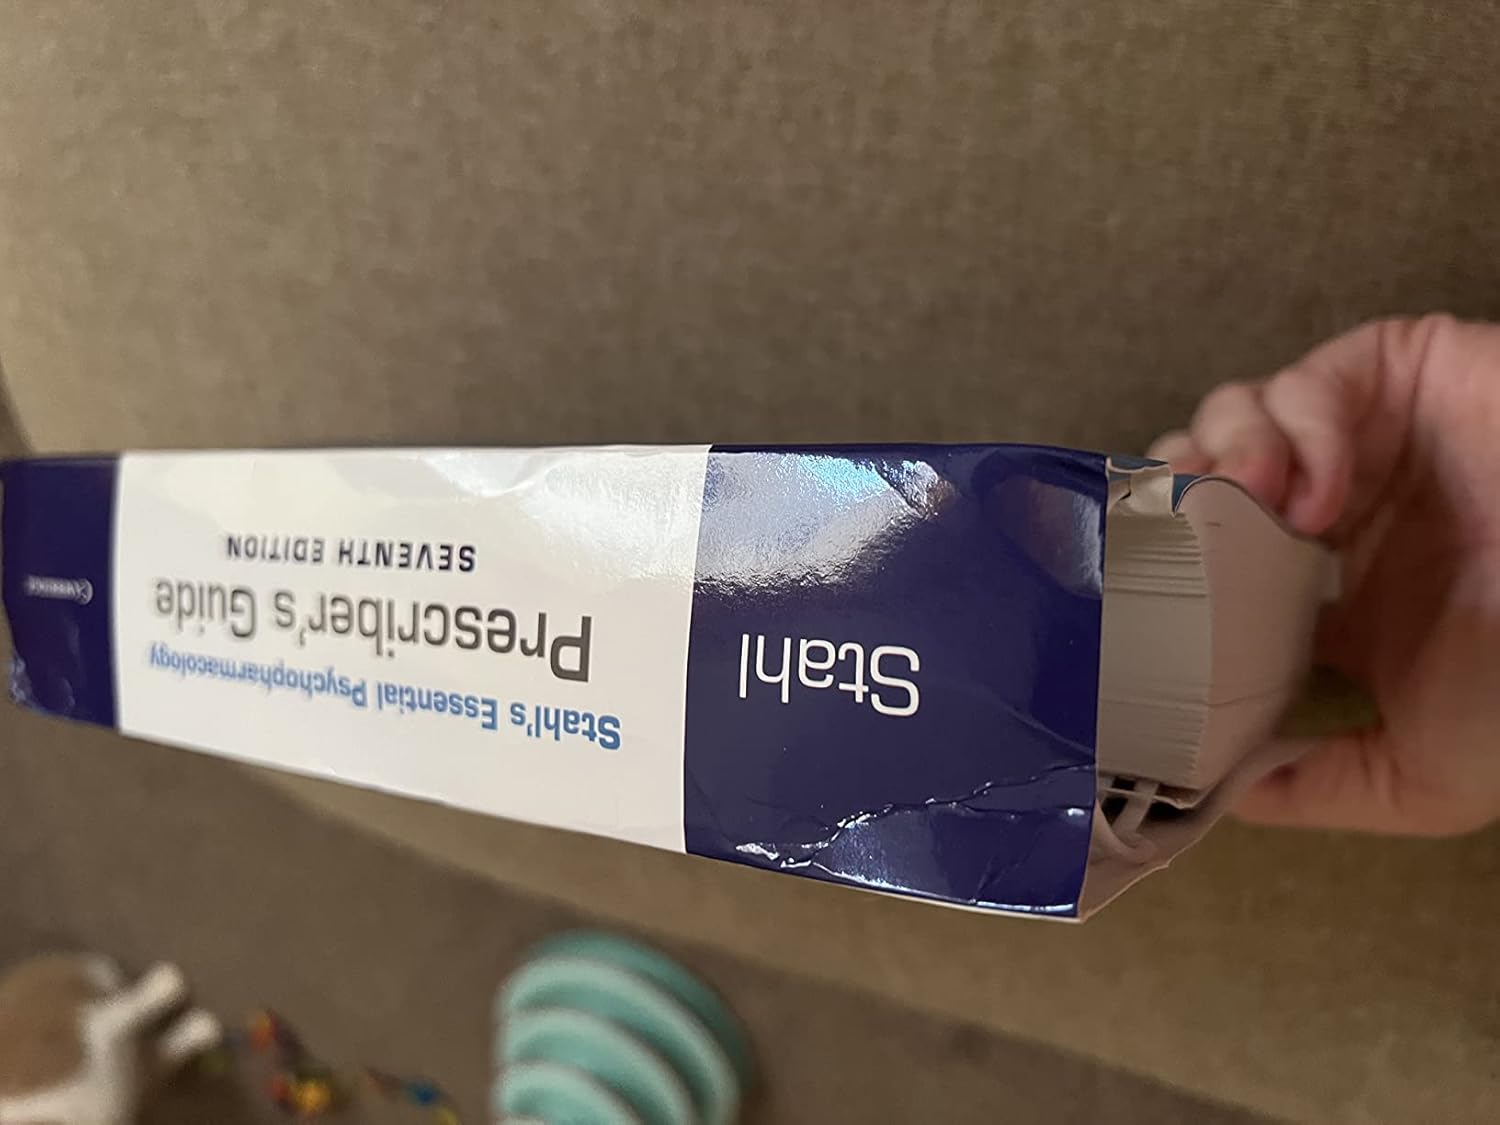 Stahl
Stahl's Essential Psychopharmacology
Prescriber's Guide
SEVENTH EDITION